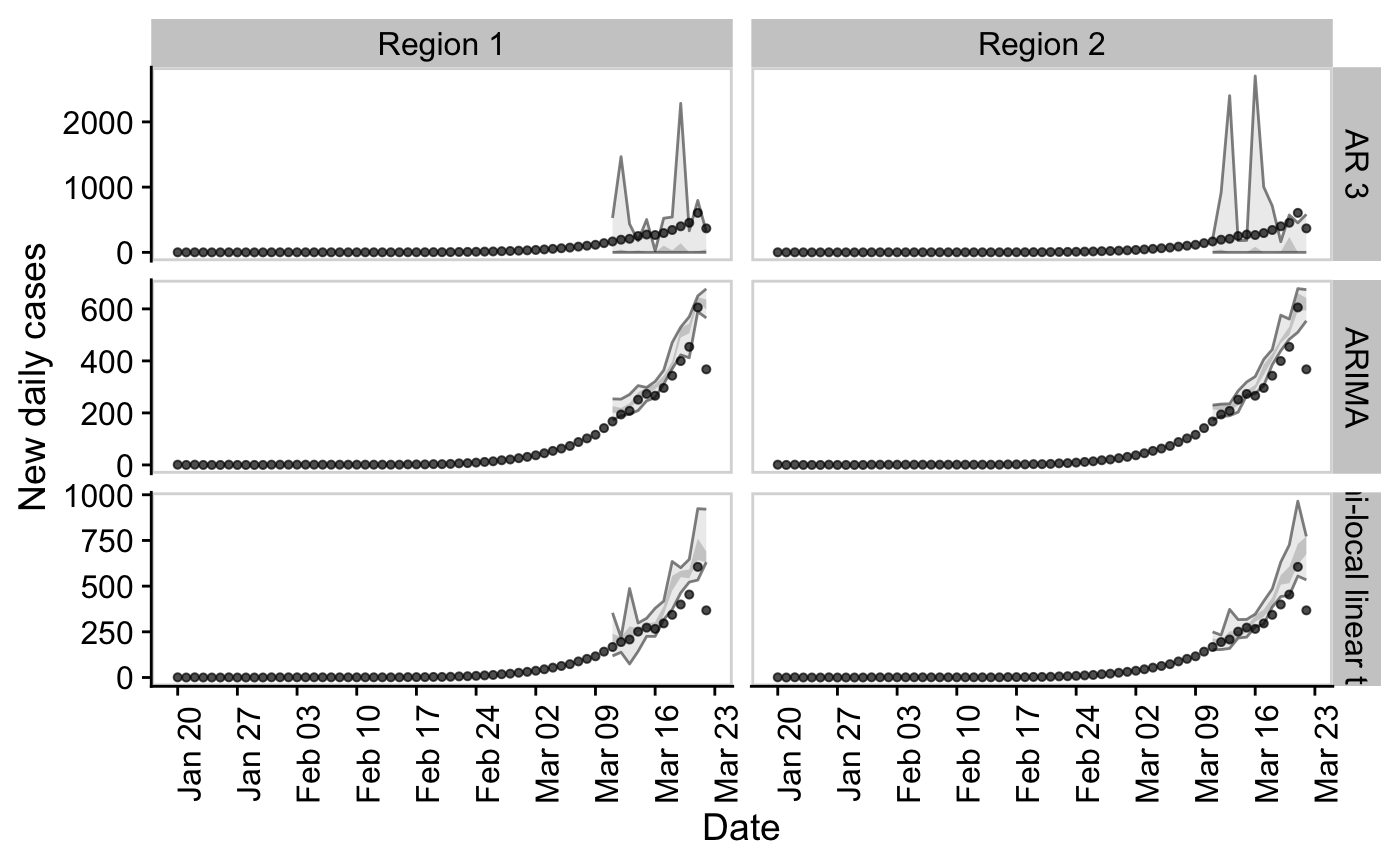 Region 1
Region 2
2000
1000
0
AR 3
600
400
200
0
ARIMA
1000
750
500
250
0
i-local linear t
New daily cases
Jan 20
Jan 27
Feb 03
Feb 10
Feb 17
Feb 24
Mar 02
Mar 09
Mar 16
Mar 23
Jan 20
Jan 27
Feb 03
Feb 10
Feb 17
Feb 24
Mar 02
Mar 09
Mar 16
Mar 23
Date